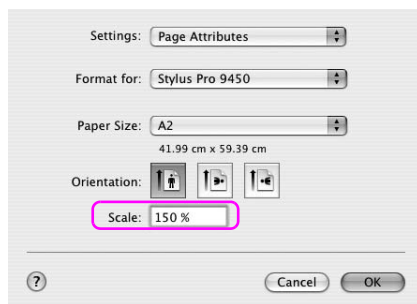 Settings: Page Attributes
Format for: Stylus Pro 9450
Paper Size: A2
41.99 cm x 59.39 cm
Orientation:
Scale: 150 %
? Cancel OK